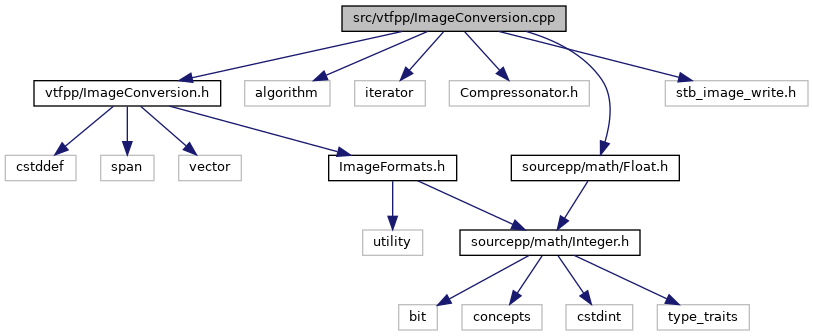 src/vtfpp/ImageConversion.cpp
vtfpp/ImageConversion.h
algorithm
iterator
Compressonator.h
stb_image_write.h
cstddef
span
vector
ImageFormats.h
sourcepp/math/Float.h
utility
sourcepp/math/Integer.h
bit
concepts
cstdint
type_traits